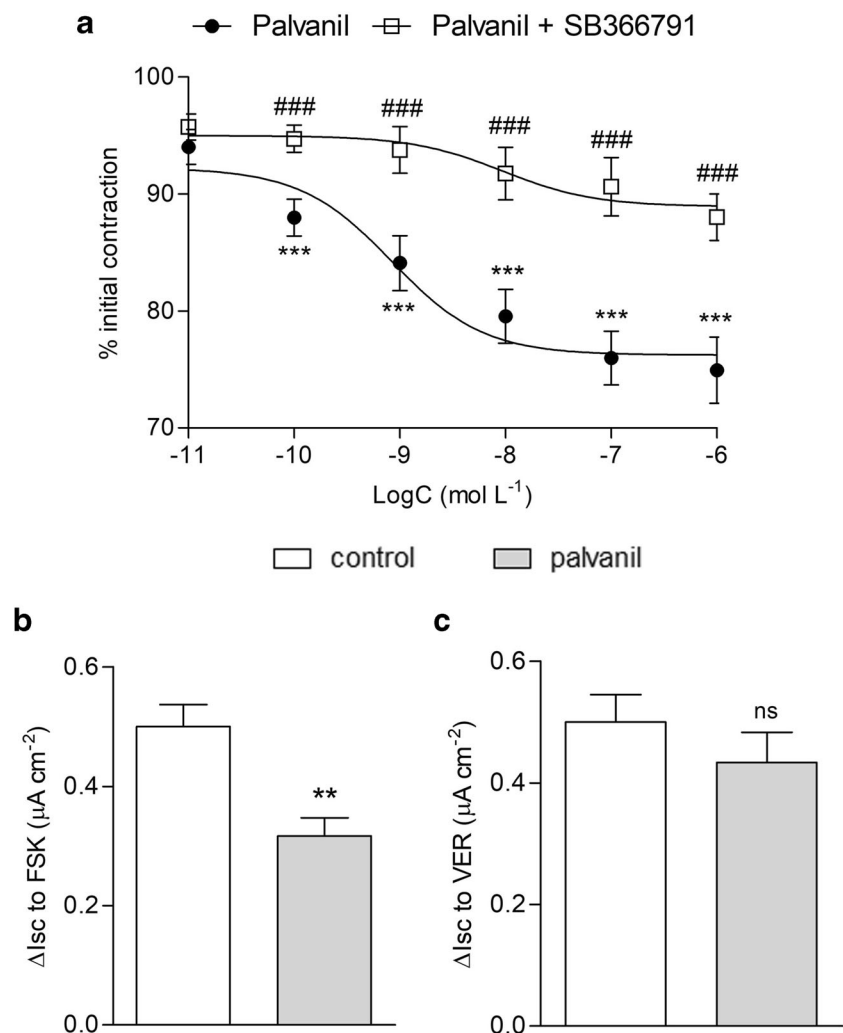 a
Palvanil Palvanil + SB366791
% initial contraction
100
90
80
70
### ### ### ### ###
*** *** *** *** ***
-11 -10 -9 -8 -7 -6
LogC (mol L⁻¹)
control palvanil
b
ΔIsc to FSK (µA cm⁻²)
0.6
0.4
0.2
0.0
**
c
ΔIsc to VER (µA cm⁻²)
0.6
0.4
0.2
0.0
ns